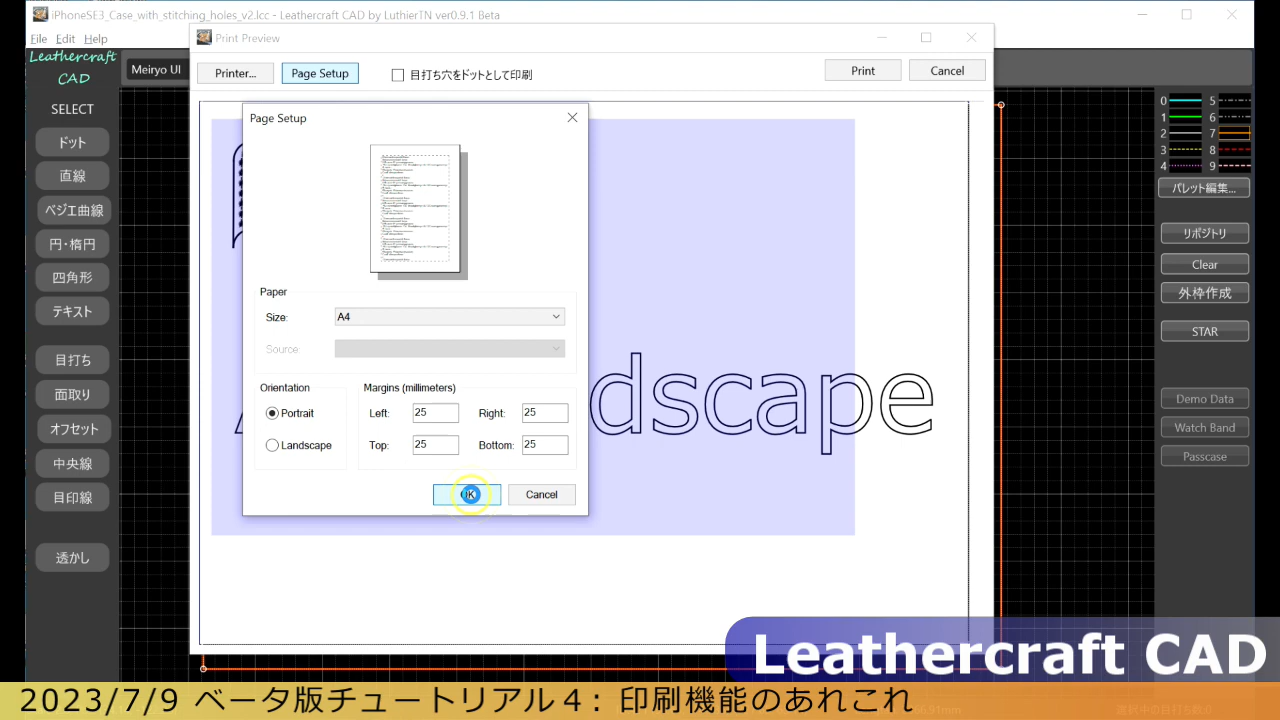 iPhoneSE3_Case_with_stitching_holes_v2.lcc - Leathercraft CAD by LuthierTN ver0.9.1 Beta
File Edit Help
Leathercraft
CAD
Meiryo UI
SELECT
ドット
直線
ベジエ曲線
円・楕円
四角形
テキスト
目打ち
面取り
オフセット
中央線
目印線
透かし
Print Preview
Printer...
Page Setup
目打ち穴をドットとして印刷
Print
Cancel
Page Setup
Paper
Size:
A4
Source:
Orientation
Portrait
Landscape
Margins (millimeters)
Left:
25
Right:
25
Top:
25
Bottom:
25
OK
Cancel
dscape
0
5
1
6
2
7
3
8
4
9
パレット編集...
リポジトリ
Clear
外枠作成
STAR
Demo Data
Watch Band
Passcase
Leathercraft CAD
2023/7/9 ベータ版チュートリアル４：印刷機能のあれこれ